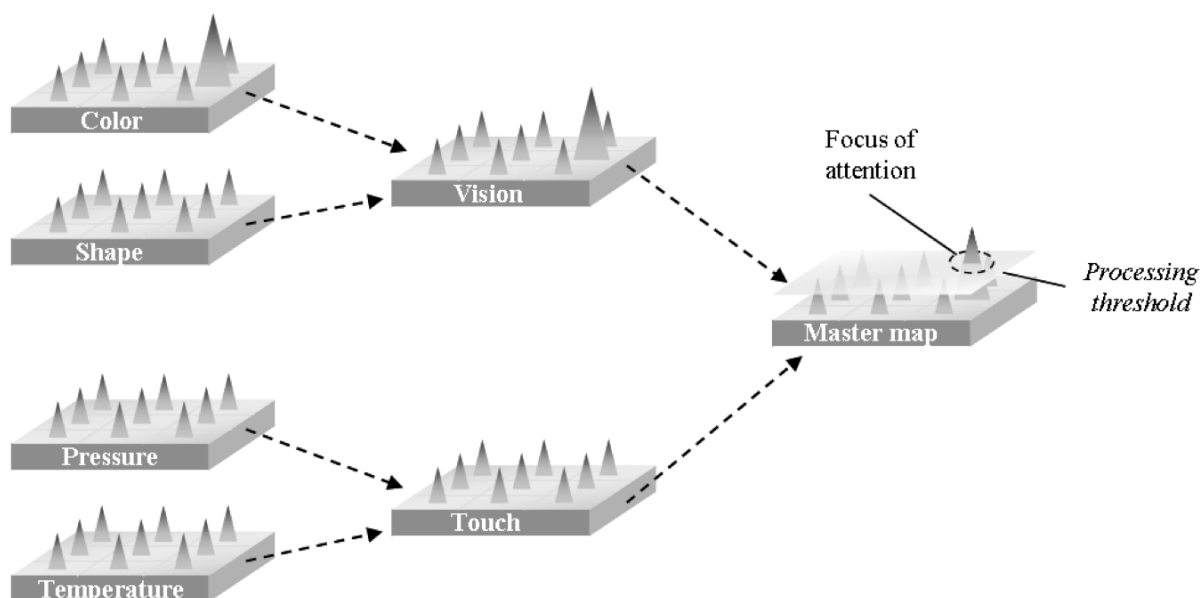 Color
Shape
Vision
Focus of
attention
Processing
threshold
Master map
Pressure
Temperature
Touch